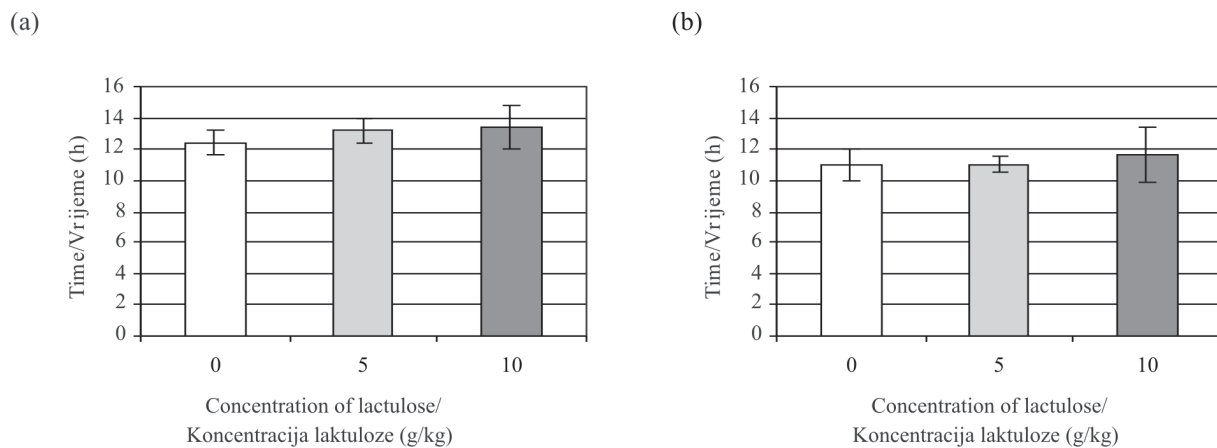 (a)
Time/Vrijeme (h)
16
14
12
10
8
6
4
2
0
0 5 10
Concentration of lactulose/
Koncentracija laktuloze (g/kg)
(b)
Time/Vrijeme (h)
16
14
12
10
8
6
4
2
0
0 5 10
Concentration of lactulose/
Koncentracija laktuloze (g/kg)